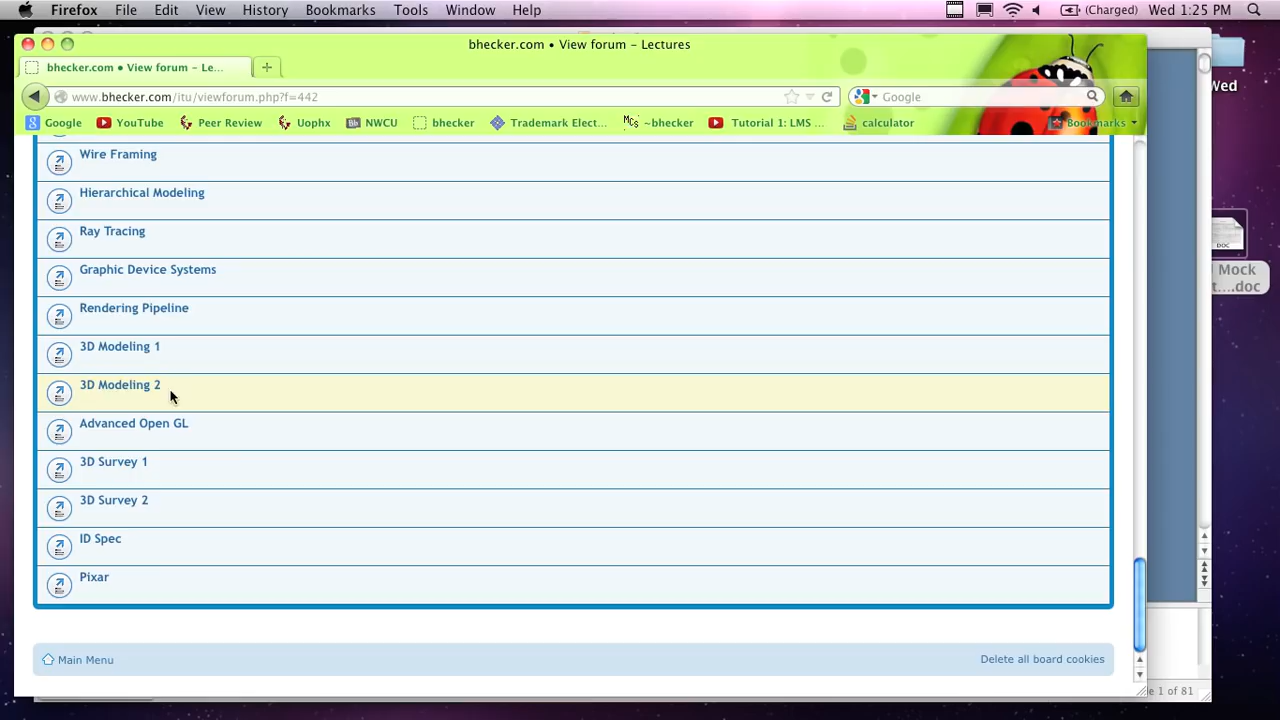 Firefox File Edit View History Bookmarks Tools Window Help (Charged) Wed 1:25 PM
bhecker.com • View forum – Lectures
bhecker.com • View forum – Le...
www.bhecker.com/itu/viewforum.php?f=442 Google
Google YouTube Peer Review Uophx NWCU bhecker Trademark Elect... ~bhecker Tutorial 1: LMS ... calculator Bookmarks
Wed
Wire Framing
Hierarchical Modeling
Ray Tracing
Graphic Device Systems
Rendering Pipeline
3D Modeling 1
3D Modeling 2
Advanced Open GL
3D Survey 1
3D Survey 2
ID Spec
Pixar
DOC
Mock
t....doc
Main Menu Delete all board cookies
e 1 of 81